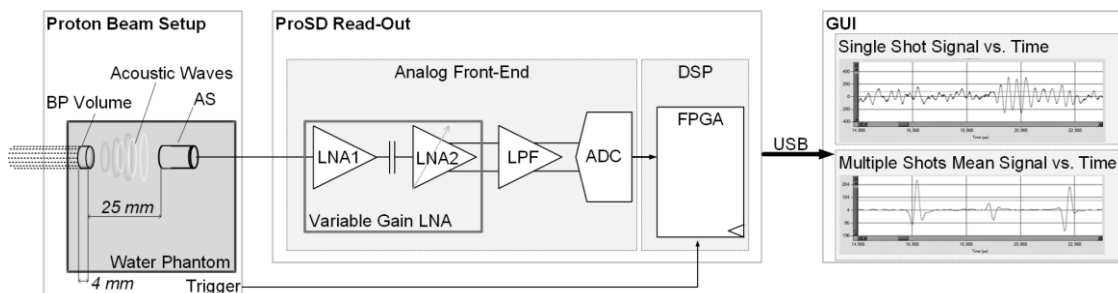 Proton Beam Setup
Acoustic Waves
BP Volume
AS
25 mm
Water Phantom
4 mm
Trigger
ProSD Read-Out
Analog Front-End
DSP
LNA1
LNA2
LPF
ADC
FPGA
Variable Gain LNA
USB
GUI
Single Shot Signal vs. Time
Multiple Shots Mean Signal vs. Time